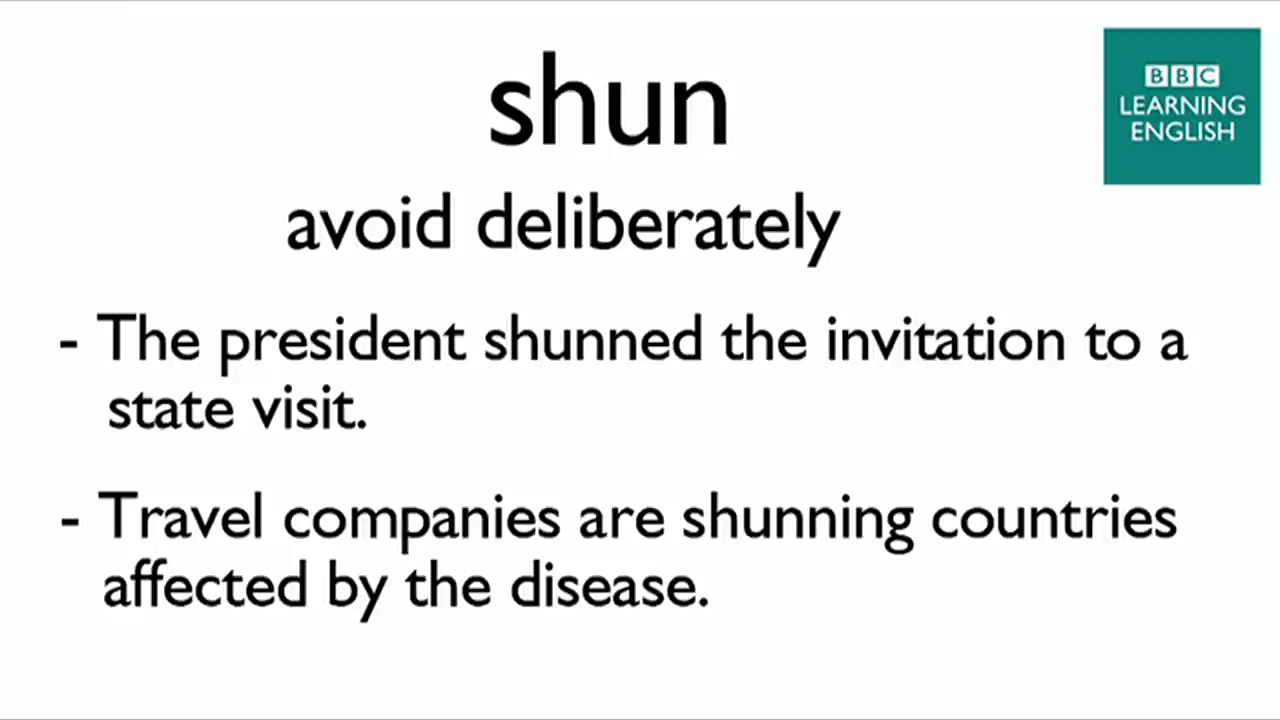 shun
BBC
LEARNING
ENGLISH
avoid deliberately
- The president shunned the invitation to a
state visit.
- Travel companies are shunning countries
affected by the disease.